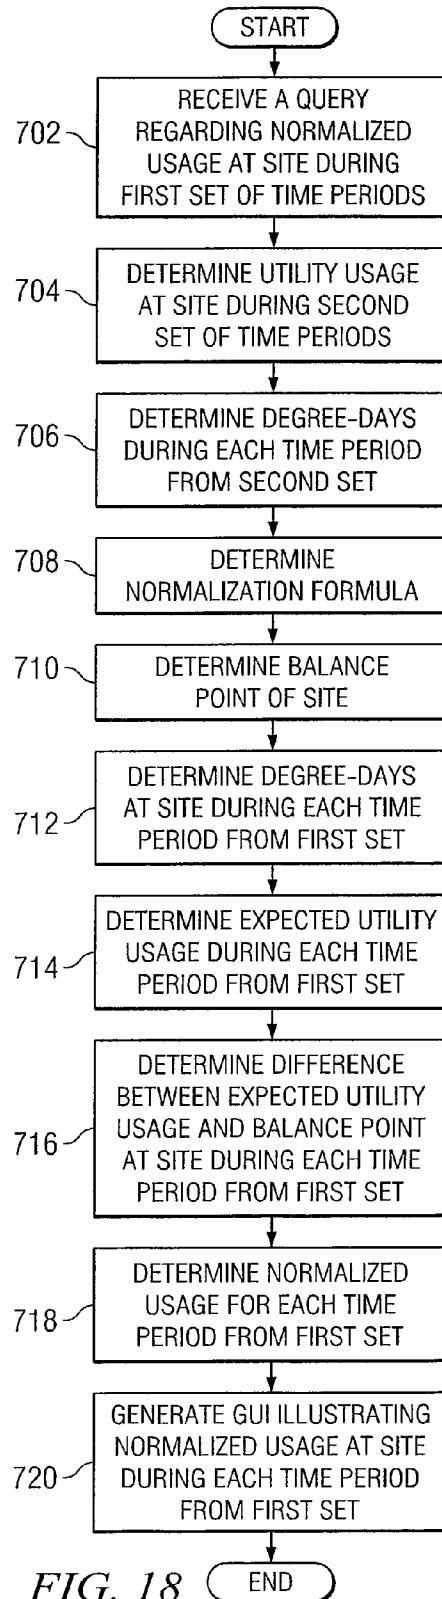 START
702
RECEIVE A QUERY
REGARDING NORMALIZED
USAGE AT SITE DURING
FIRST SET OF TIME PERIODS
704
DETERMINE UTILITY USAGE
AT SITE DURING SECOND
SET OF TIME PERIODS
706
DETERMINE DEGREE-DAYS
DURING EACH TIME PERIOD
FROM SECOND SET
708
DETERMINE
NORMALIZATION FORMULA
710
DETERMINE BALANCE
POINT OF SITE
712
DETERMINE DEGREE-DAYS
AT SITE DURING EACH TIME
PERIOD FROM FIRST SET
714
DETERMINE EXPECTED UTILITY
USAGE DURING EACH TIME
PERIOD FROM FIRST SET
716
DETERMINE DIFFERENCE
BETWEEN EXPECTED UTILITY
USAGE AND BALANCE POINT
AT SITE DURING EACH TIME
PERIOD FROM FIRST SET
718
DETERMINE NORMALIZED
USAGE FOR EACH TIME
PERIOD FROM FIRST SET
720
GENERATE GUI ILLUSTRATING
NORMALIZED USAGE AT SITE
DURING EACH TIME PERIOD
FROM FIRST SET
END
FIG. 18